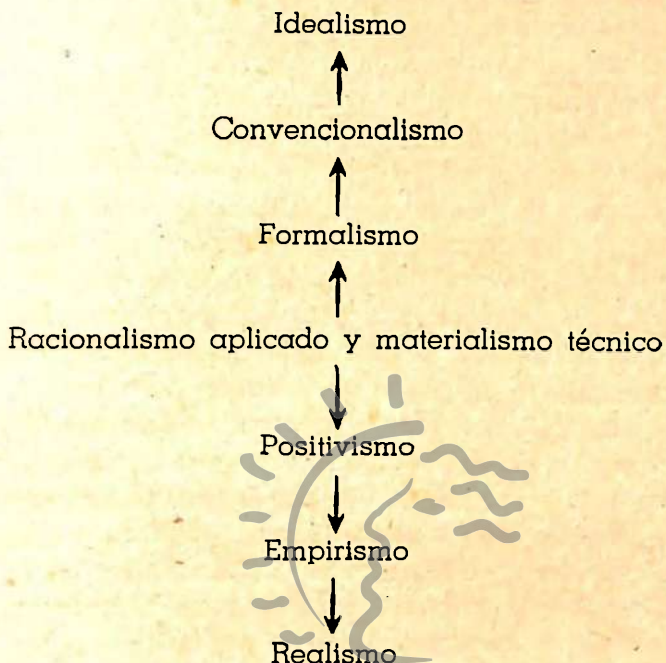 Idealismo
Convencionalismo
Formalismo
Racionalismo aplicado y materialismo técnico
Positivismo
Empirismo
Realismo